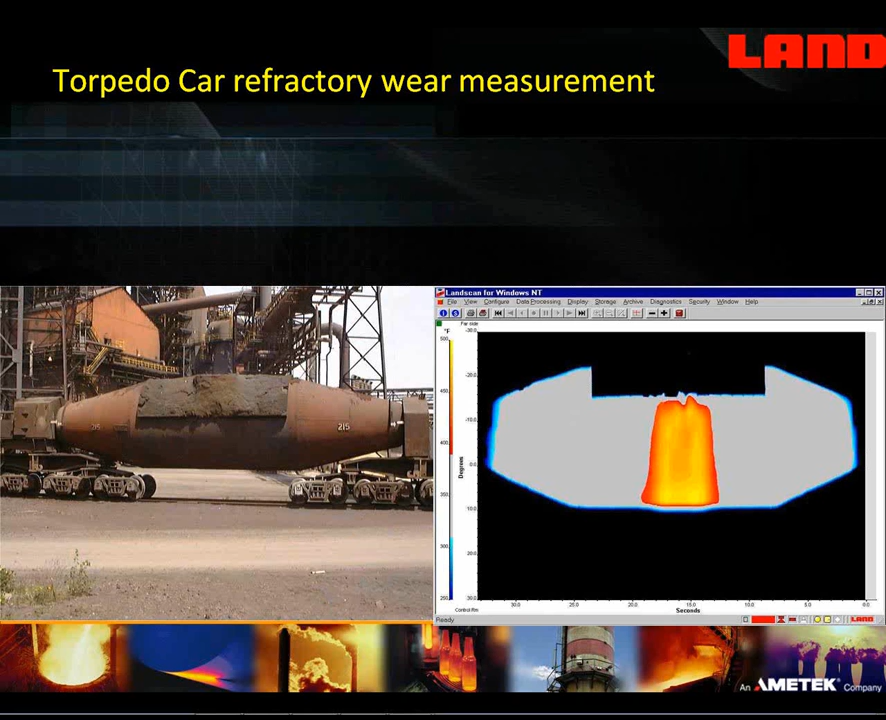 LAND
Torpedo Car refractory wear measurement
Landscan for Windows NT
File View Configure Data Processing Display Storage Archive Diagnostics Security Window Help
Far side
°F
500
-30.0
-20.0
450
-10.0
215
400
Degrees
0.0
350
10.0
300
20.0
250
30.0
30.0 25.0 20.0 15.0 10.0 5.0 0.0
Control Rm
Seconds
Ready
LAND
An AMETEK Company